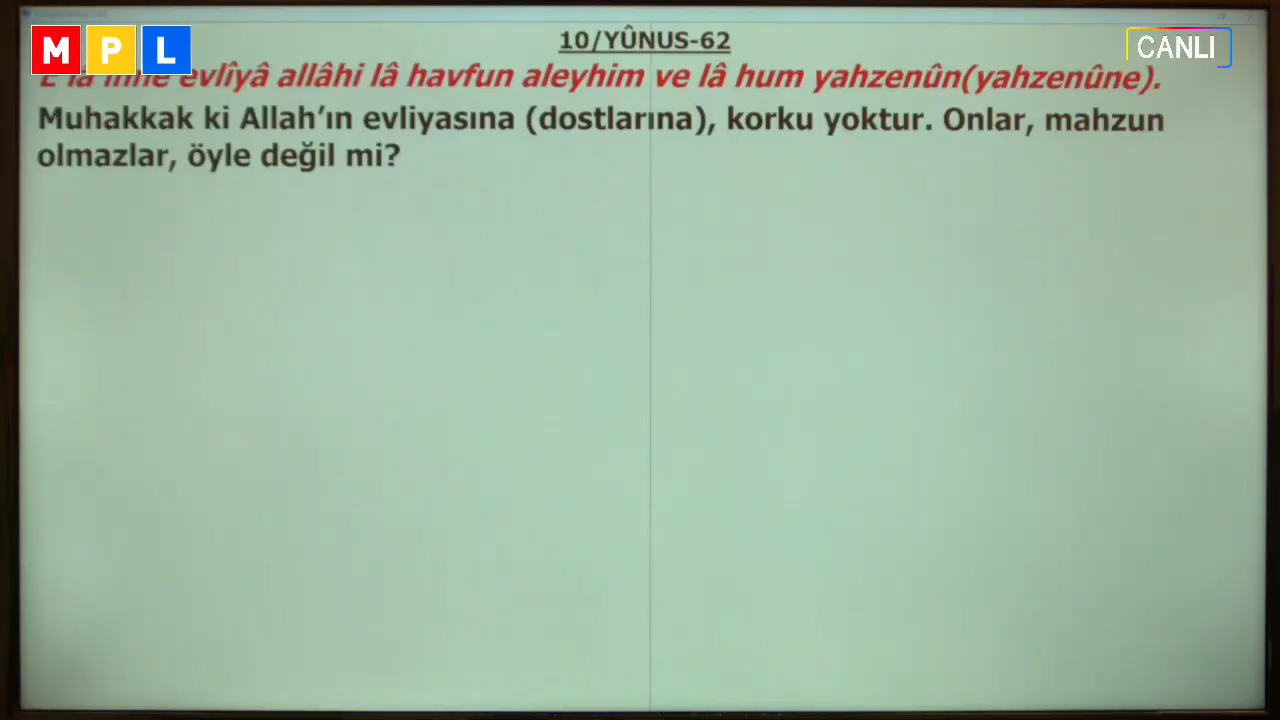 M P L
10/YÛNUS-62
CANLI
evlîyâ allâhi lâ havfun aleyhim ve lâ hum yahzenûn(yahzenûne).
Muhakkak ki Allah’ın evliyasına (dostlarına), korku yoktur. Onlar, mahzun
olmazlar, öyle değil mi?